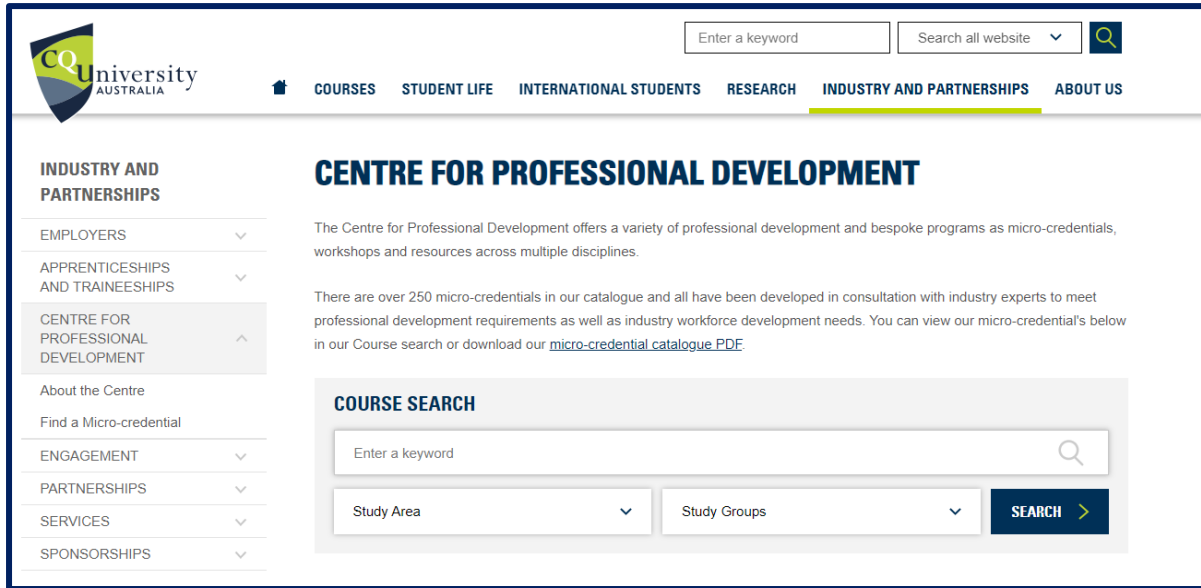 CQUniversity
AUSTRALIA
Enter a keyword
Search all website
COURSES
STUDENT LIFE
INTERNATIONAL STUDENTS
RESEARCH
INDUSTRY AND PARTNERSHIPS
ABOUT US
INDUSTRY AND
PARTNERSHIPS
EMPLOYERS
APPRENTICESHIPS
AND TRAINEESHIPS
CENTRE FOR
PROFESSIONAL
DEVELOPMENT
About the Centre
Find a Micro-credential
ENGAGEMENT
PARTNERSHIPS
SERVICES
SPONSORSHIPS
CENTRE FOR PROFESSIONAL DEVELOPMENT
The Centre for Professional Development offers a variety of professional development and bespoke programs as micro-credentials,
workshops and resources across multiple disciplines.
There are over 250 micro-credentials in our catalogue and all have been developed in consultation with industry experts to meet
professional development requirements as well as industry workforce development needs. You can view our micro-credential's below
in our Course search or download our micro-credential catalogue PDF.
COURSE SEARCH
Enter a keyword
Study Area
Study Groups
SEARCH